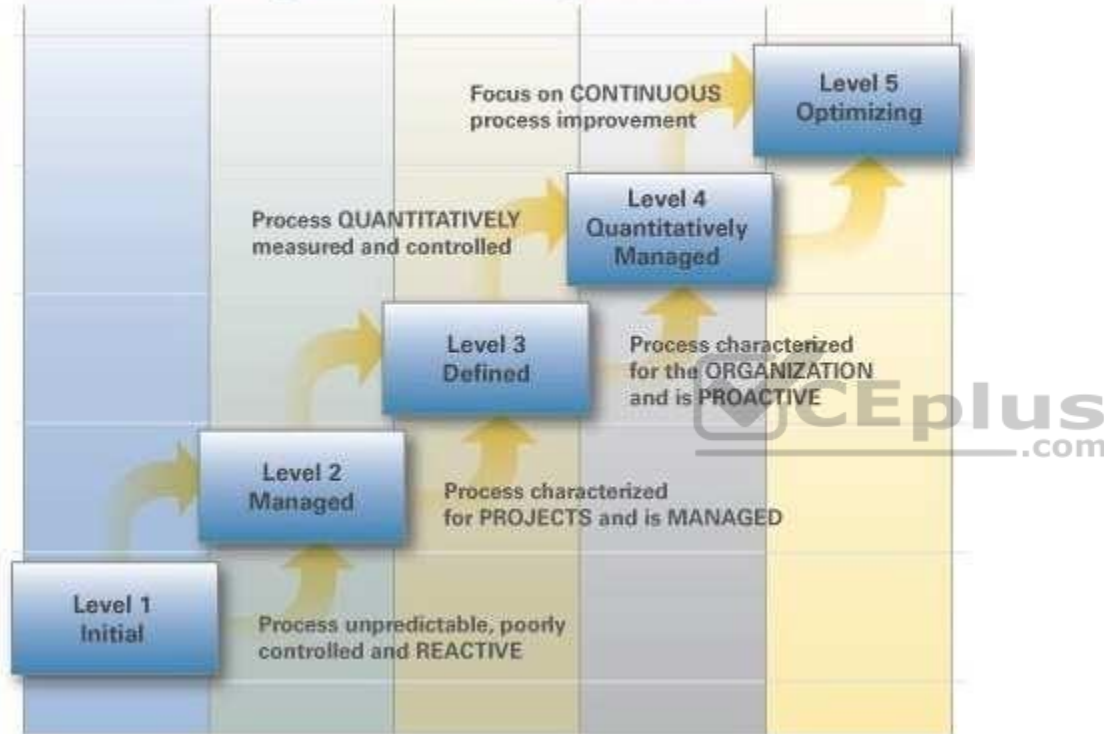 Focus on CONTINUOUS
process improvement
Level 5
Optimizing
Process QUANTITATIVELY
measured and controlled
Level 4
Quantitatively
Managed
Level 3
Defined
Process characterized
for the ORGANIZATION
and is PROACTIVE
CEplus
.com
Level 2
Managed
Process characterized
for PROJECTS and is MANAGED
Level 1
Initial
Process unpredictable, poorly
controlled and REACTIVE